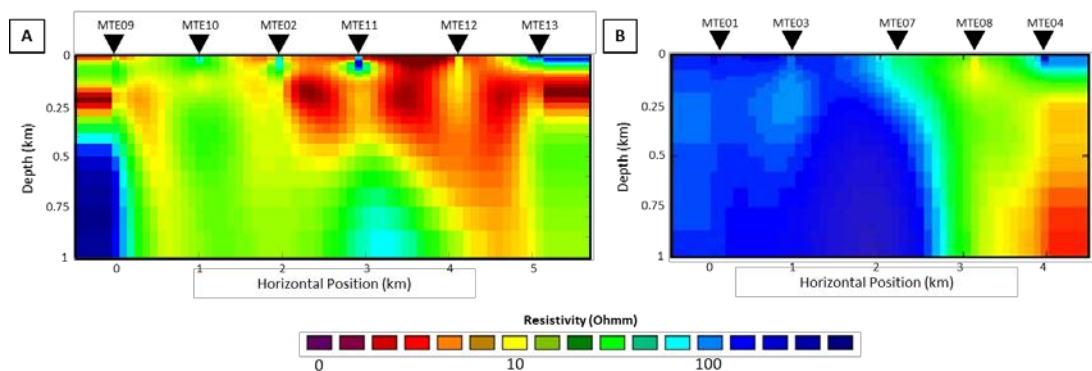 A
MTE09 MTE10 MTE02 MTE11 MTE12 MTE13
0
0.25
0.5
0.75
1
Depth (km)
0 1 2 3 4 5
Horizontal Position (km)
B
MTE01 MTE03 MTE07 MTE08 MTE04
0
0.25
0.5
0.75
1
Depth (km)
0 1 2 3 4
Horizontal Position (km)
Resistivity (Ohmm)
0 10 100